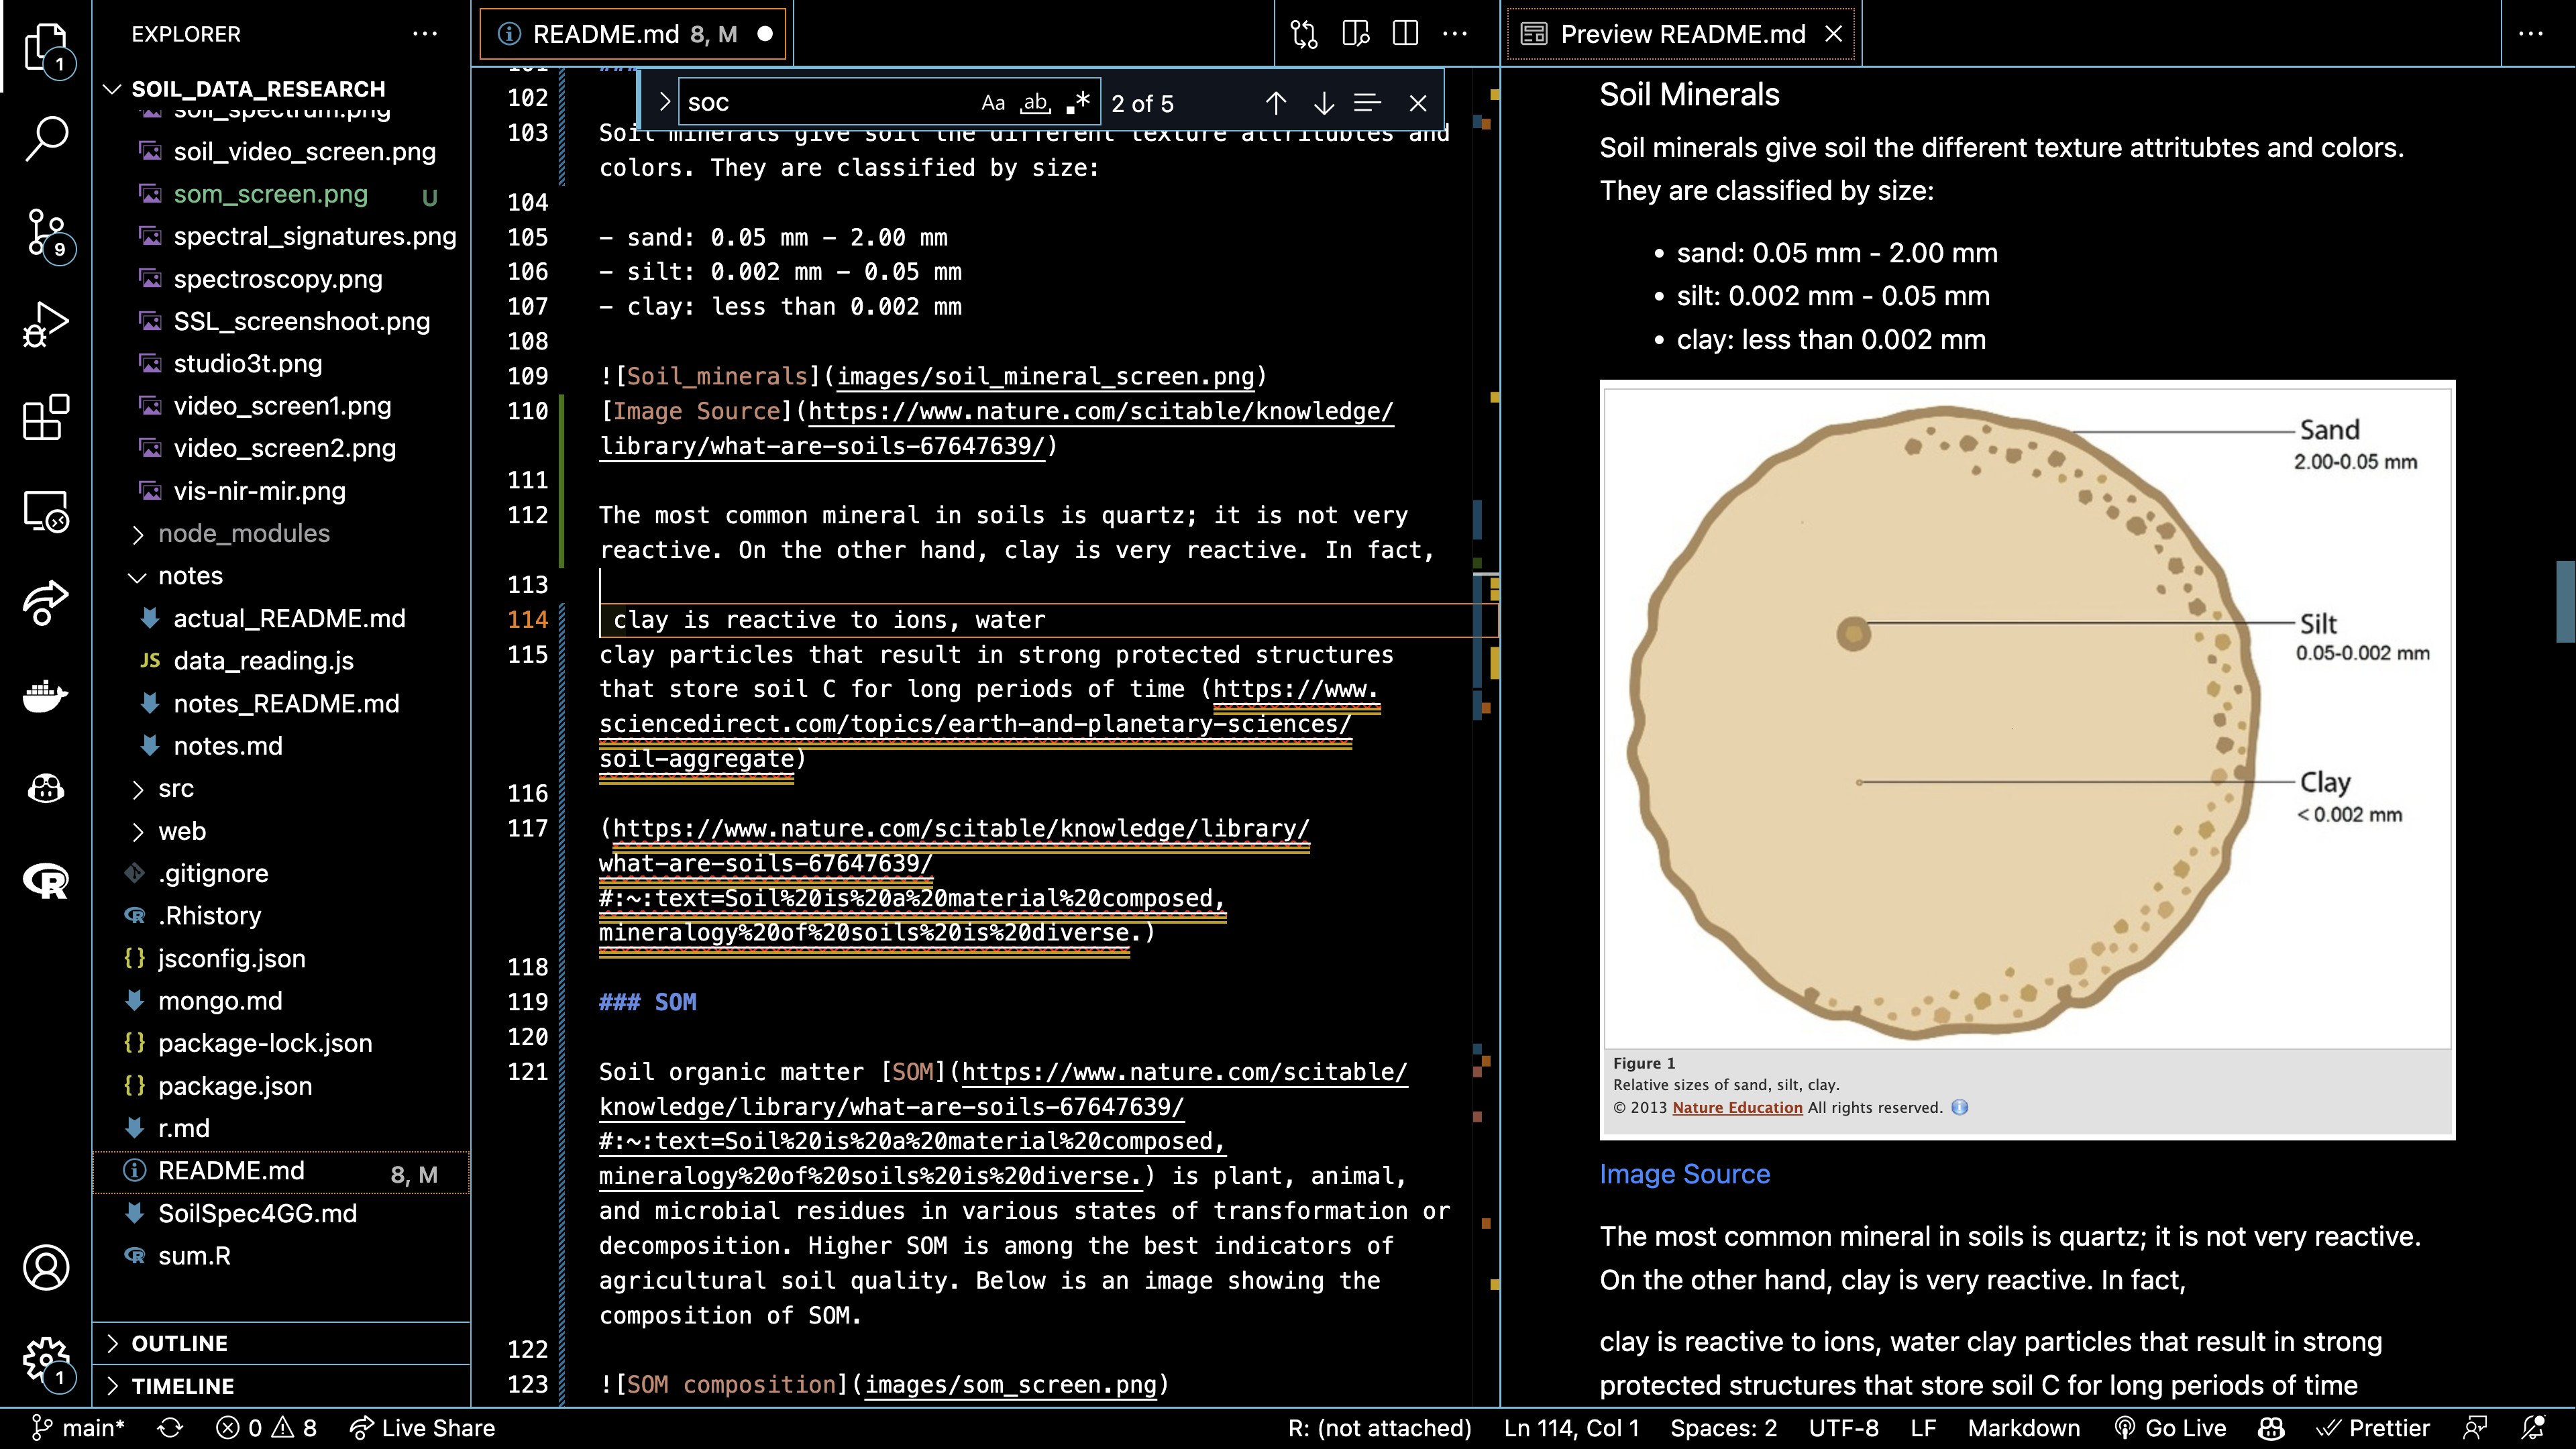 EXPLORER
SOIL_DATA_RESEARCH
soil_spectrum.png
soil_video_screen.png
som_screen.png U
spectral_signatures.png
spectroscopy.png
SSL_screenshoot.png
studio3t.png
video_screen1.png
video_screen2.png
vis-nir-mir.png
node_modules
notes
actual_README.md
JS data_reading.js
notes_README.md
notes.md
src
web
.gitignore
.Rhistory
{} jsconfig.json
mongo.md
{} package-lock.json
{} package.json
r.md
README.md 8, M
SoilSpec4GG.md
sum.R
OUTLINE
TIMELINE
1
9
1
README.md 8, M
soc Aa ab .* 2 of 5
101 ###
102
103 Soil minerals give soil the different texture attritubtes and
colors. They are classified by size:
104
105 - sand: 0.05 mm - 2.00 mm
106 - silt: 0.002 mm - 0.05 mm
107 - clay: less than 0.002 mm
108
109 ![Soil_minerals](images/soil_mineral_screen.png)
110 [Image Source](https://www.nature.com/scitable/knowledge/
library/what-are-soils-67647639/)
111
112 The most common mineral in soils is quartz; it is not very
reactive. On the other hand, clay is very reactive. In fact,
113
114 clay is reactive to ions, water
115 clay particles that result in strong protected structures
that store soil C for long periods of time (https://www.
sciencedirect.com/topics/earth-and-planetary-sciences/
soil-aggregate)
116
117 (https://www.nature.com/scitable/knowledge/library/
what-are-soils-67647639/
#:~:text=Soil%20is%20a%20material%20composed,
mineralogy%20of%20soils%20is%20diverse.)
118
119 ### SOM
120
121 Soil organic matter [SOM](https://www.nature.com/scitable/
knowledge/library/what-are-soils-67647639/
#:~:text=Soil%20is%20a%20material%20composed,
mineralogy%20of%20soils%20is%20diverse.) is plant, animal,
and microbial residues in various states of transformation or
decomposition. Higher SOM is among the best indicators of
agricultural soil quality. Below is an image showing the
composition of SOM.
122
123 ![SOM composition](images/som_screen.png)
Preview README.md
Soil Minerals
Soil minerals give soil the different texture attritubtes and colors.
They are classified by size:
• sand: 0.05 mm - 2.00 mm
• silt: 0.002 mm - 0.05 mm
• clay: less than 0.002 mm
Sand
2.00-0.05 mm
Silt
0.05-0.002 mm
Clay
< 0.002 mm
Figure 1
Relative sizes of sand, silt, clay.
© 2013 Nature Education All rights reserved.
Image Source
The most common mineral in soils is quartz; it is not very reactive.
On the other hand, clay is very reactive. In fact,
clay is reactive to ions, water clay particles that result in strong
protected structures that store soil C for long periods of time
main* 0 8 Live Share R: (not attached) Ln 114, Col 1 Spaces: 2 UTF-8 LF Markdown Go Live Prettier